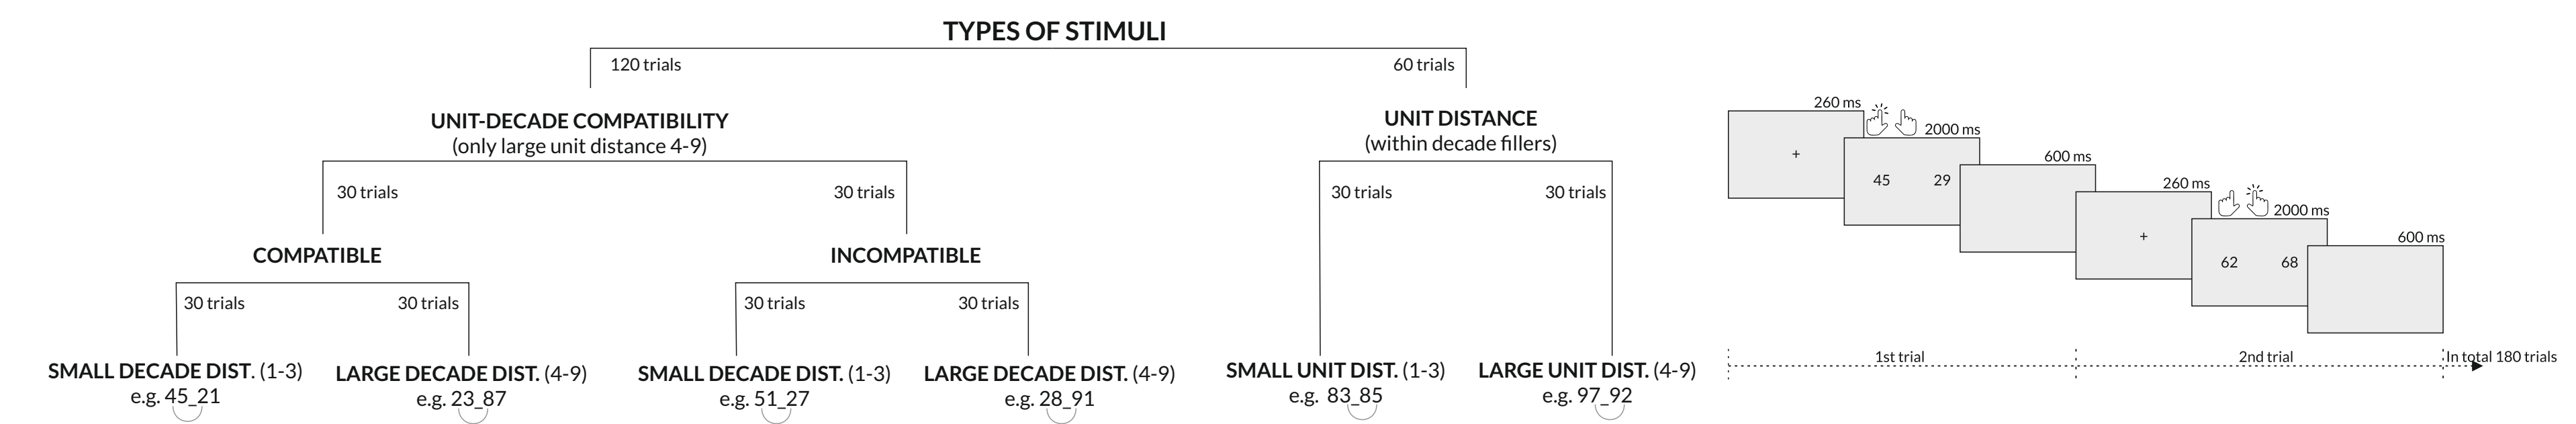 TYPES OF STIMULI
120 trials
60 trials
UNIT-DECADE COMPATIBILITY
(only large unit distance 4-9)
UNIT DISTANCE
(within decade fillers)
30 trials
30 trials
30 trials
30 trials
COMPATIBLE
INCOMPATIBLE
30 trials
30 trials
30 trials
30 trials
SMALL DECADE DIST. (1-3)
e.g. 45_21
LARGE DECADE DIST. (4-9)
e.g. 23_87
SMALL DECADE DIST. (1-3)
e.g. 51_27
LARGE DECADE DIST. (4-9)
e.g. 28_91
SMALL UNIT DIST. (1-3)
e.g. 83_85
LARGE UNIT DIST. (4-9)
e.g. 97_92
260 ms
+
2000 ms
45 29
600 ms
260 ms
+
2000 ms
62 68
600 ms
1st trial
2nd trial
In total 180 trials